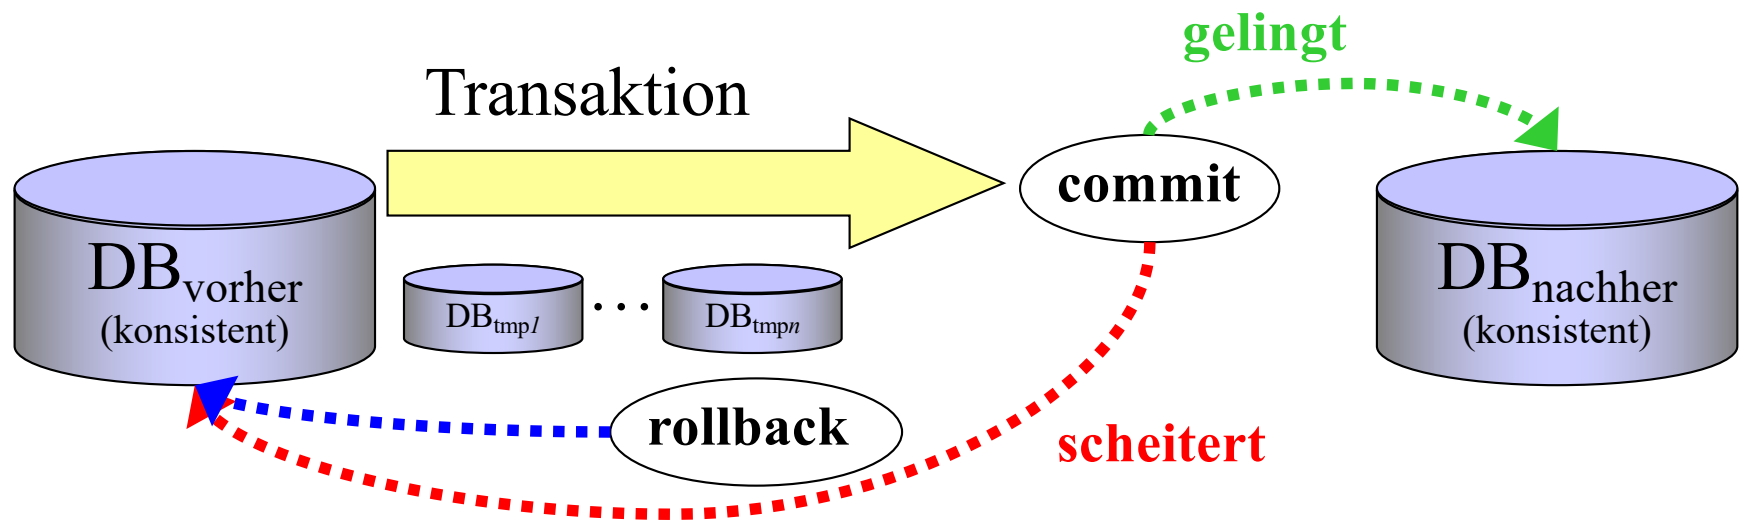 gelingt
Transaktion
commit
DBvorher
(konsistent)
DBtmp1 ... DBtmpn
DBnachher
(konsistent)
rollback
scheitert